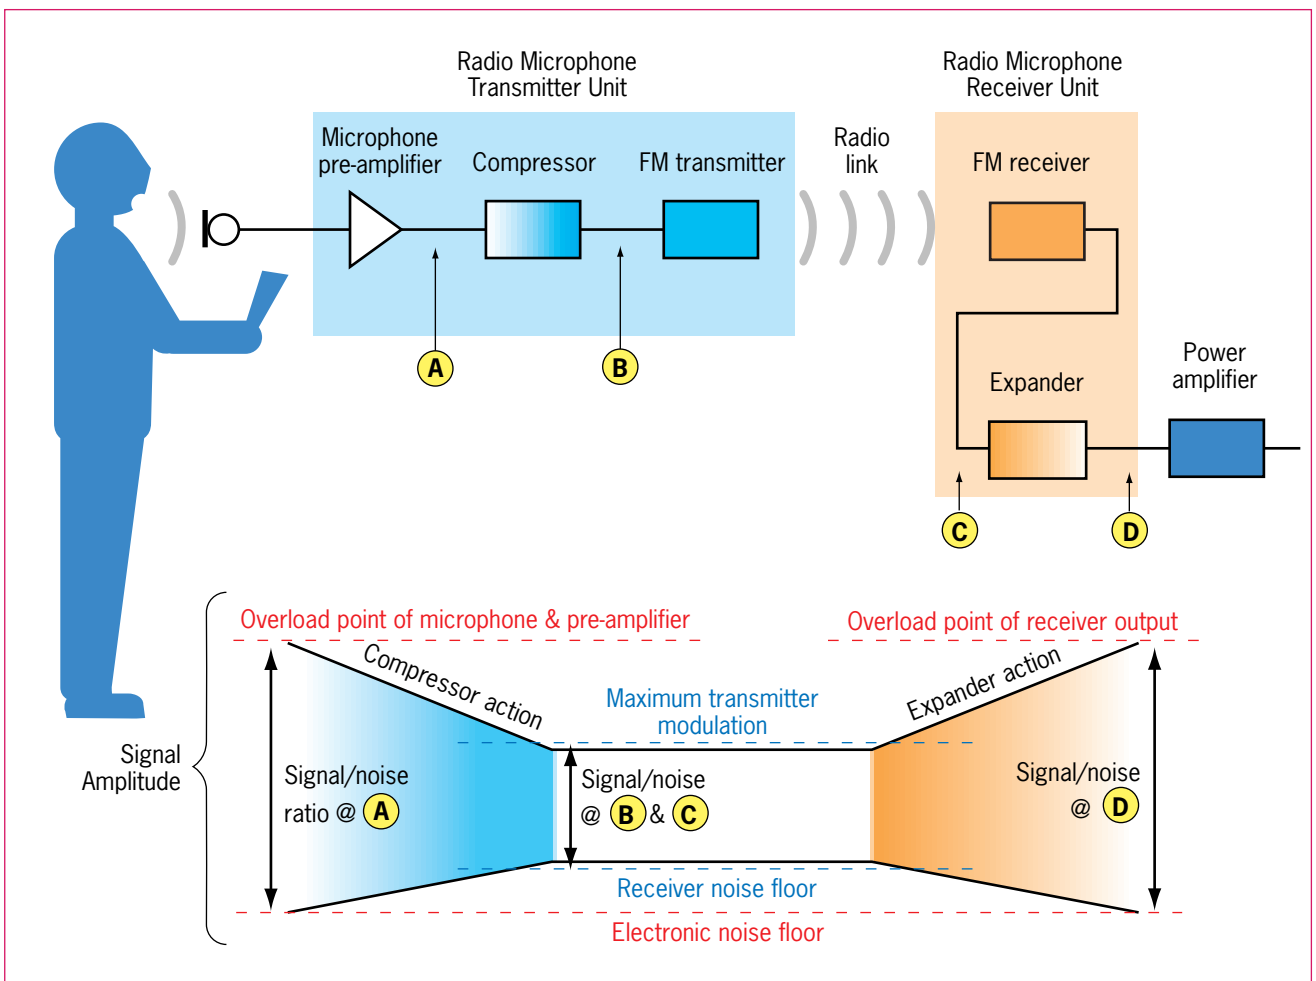 Radio Microphone
Transmitter Unit
Radio Microphone
Receiver Unit
Microphone
pre-amplifier
Compressor
FM transmitter
Radio
link
FM receiver
A
B
Expander
Power
amplifier
C
D
Overload point of microphone & pre-amplifier
Overload point of receiver output
Compressor action
Expander action
Maximum transmitter
modulation
Signal
Amplitude
Signal/noise
ratio @ A
Signal/noise
@ B & C
Signal/noise
@ D
Receiver noise floor
Electronic noise floor